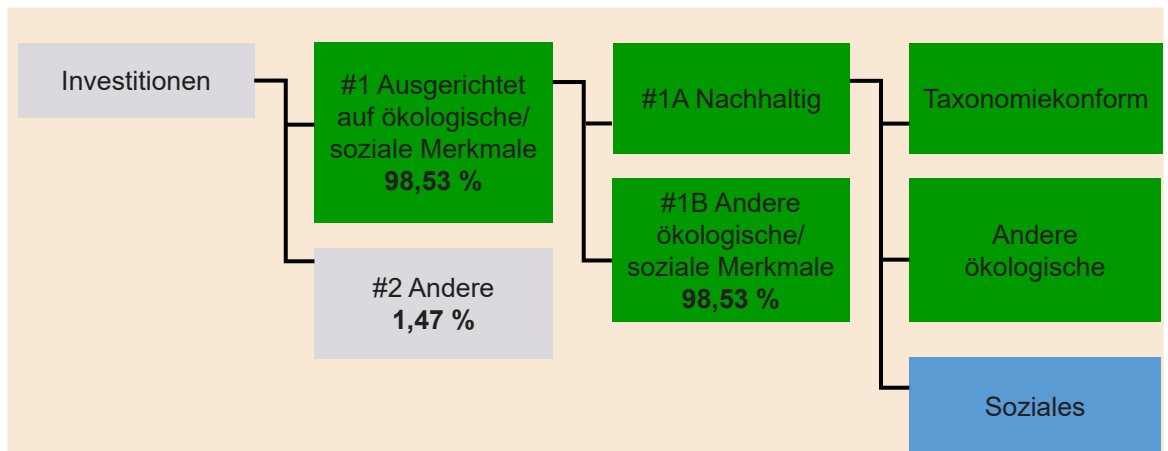 Investitionen
#1 Ausgerichtet
auf ökologische/
soziale Merkmale
98,53 %
#2 Andere
1,47 %
#1A Nachhaltig
#1B Andere
ökologische/
soziale Merkmale
98,53 %
Taxonomiekonform
Andere
ökologische
Soziales